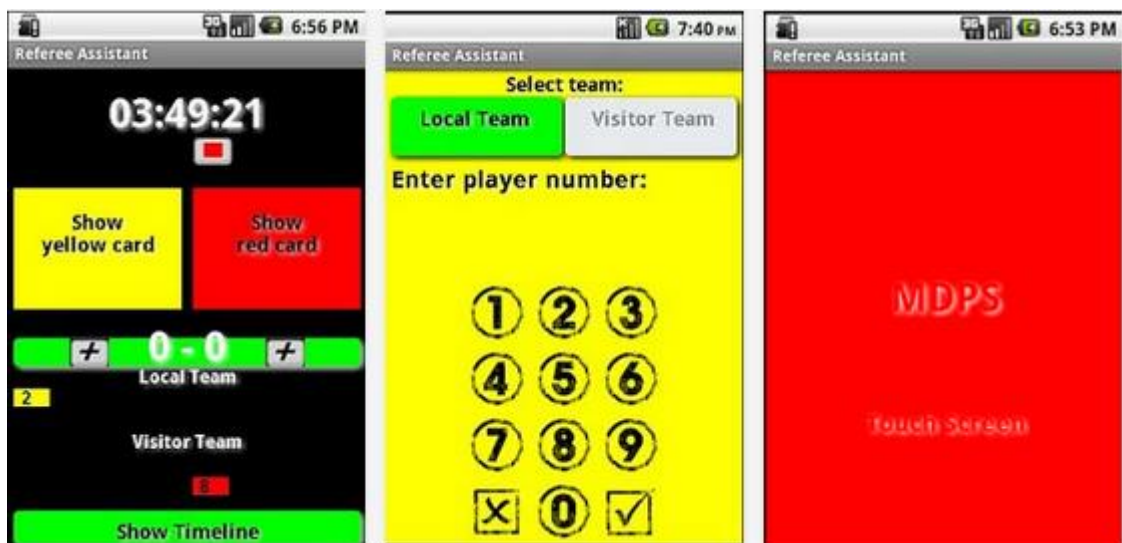 6:56 PM
Referee Assistant
03:49:21
Show
yellow card
Show
red card
+ 0 - 0 +
Local Team
2
Visitor Team
8
Show Timeline
7:40 PM
Referee Assistant
Select team:
Local Team Visitor Team
Enter player number:
1 2 3
4 5 6
7 8 9
0
3G 6:53 PM
Referee Assistant
MDPS
Touch Screen